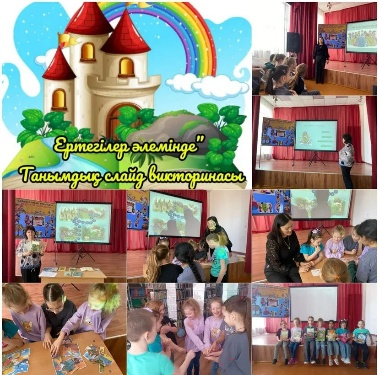 Ертегілер әлемінде"
Танымдық слайд викторинасы